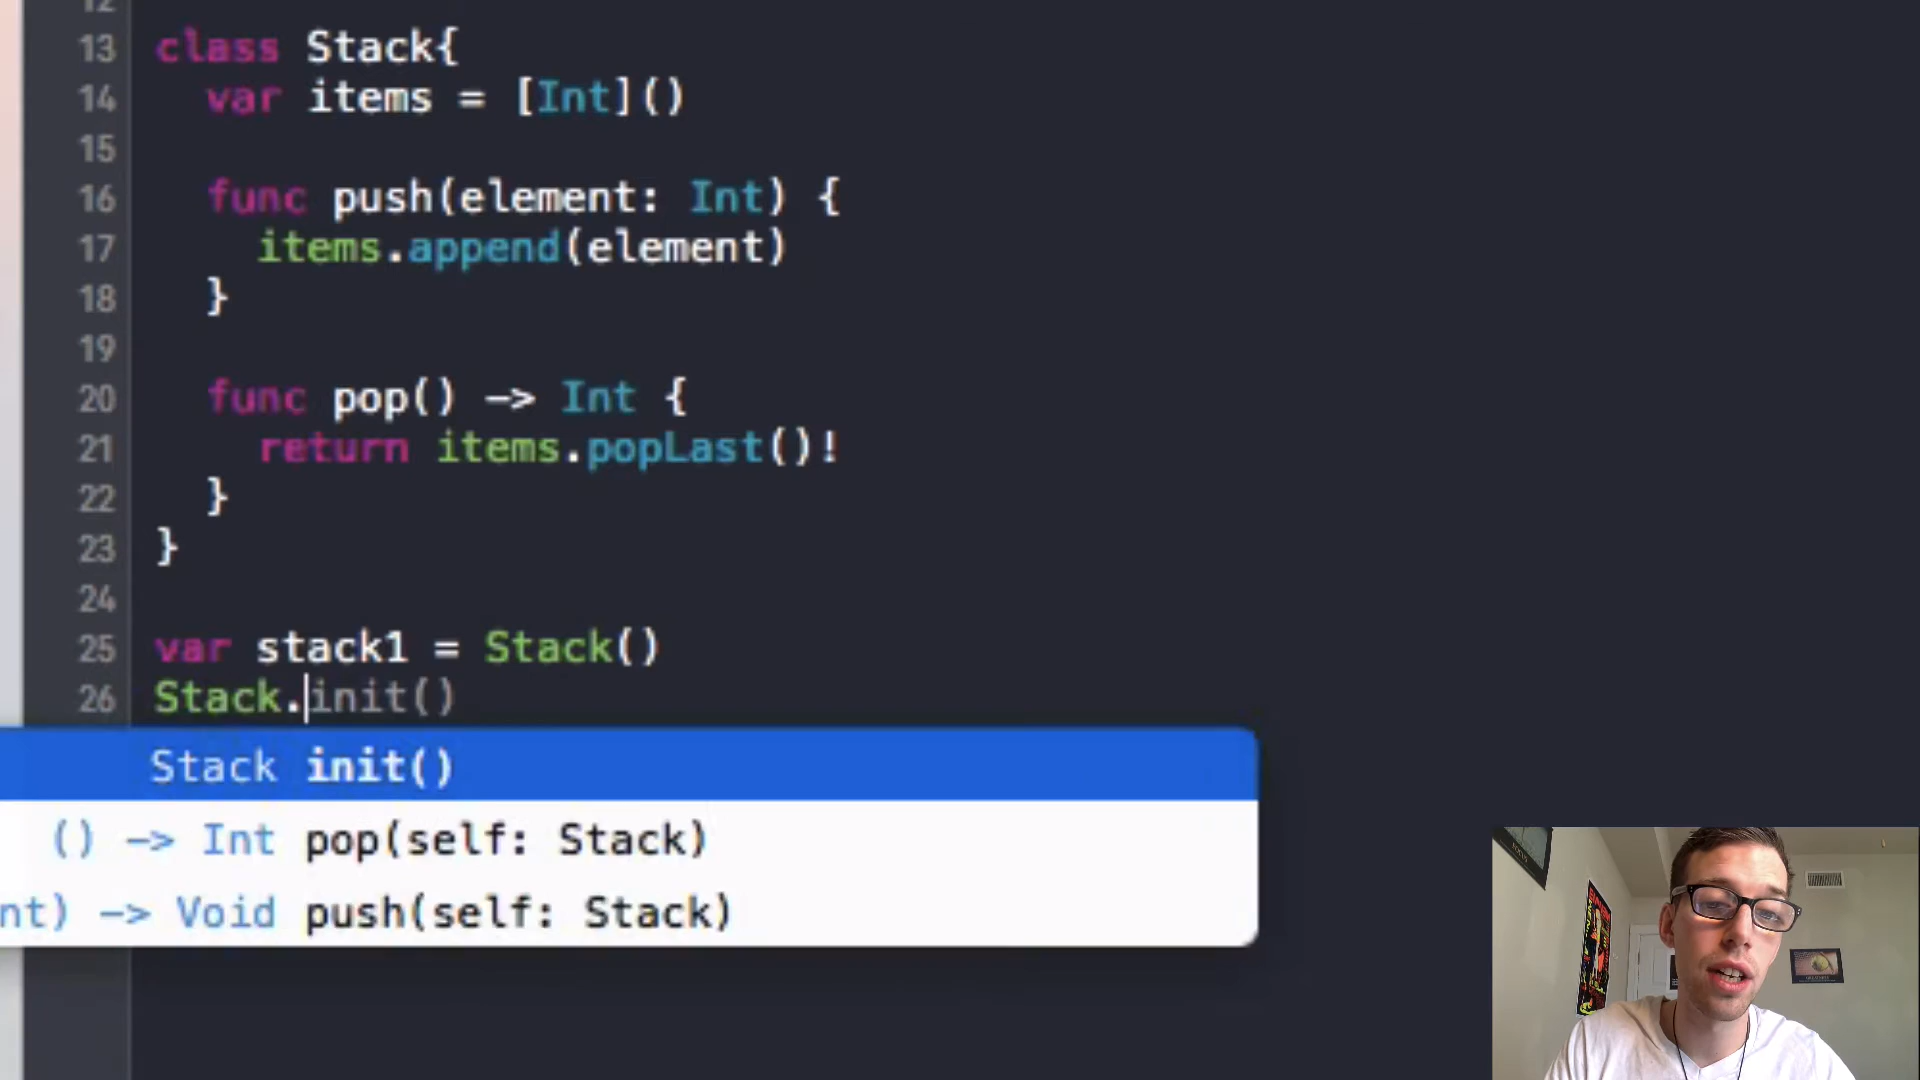 12
13 class Stack{
14 var items = [Int]()
15
16 func push(element: Int) {
17 items.append(element)
18 }
19
20 func pop() -> Int {
21 return items.popLast()!
22 }
23 }
24
25 var stack1 = Stack()
26 Stack.init()
Stack init()
() -> Int pop(self: Stack)
nt) -> Void push(self: Stack)